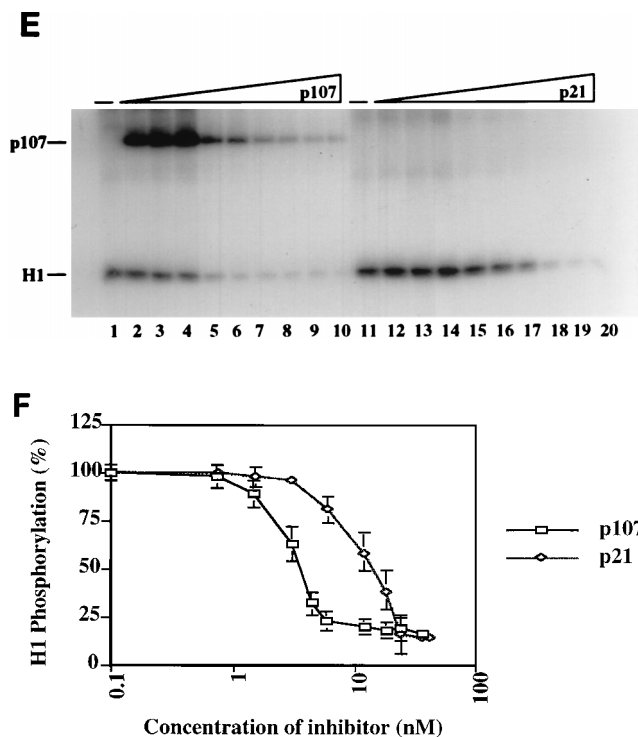 E
p107 p21
p107
H1
1 2 3 4 5 6 7 8 9 10 11 12 13 14 15 16 17 18 19 20
F
125
100
75
50
25
0
H1 Phosphorylation (%)
0.1 1 10 100
Concentration of inhibitor (nM)
p107
p21